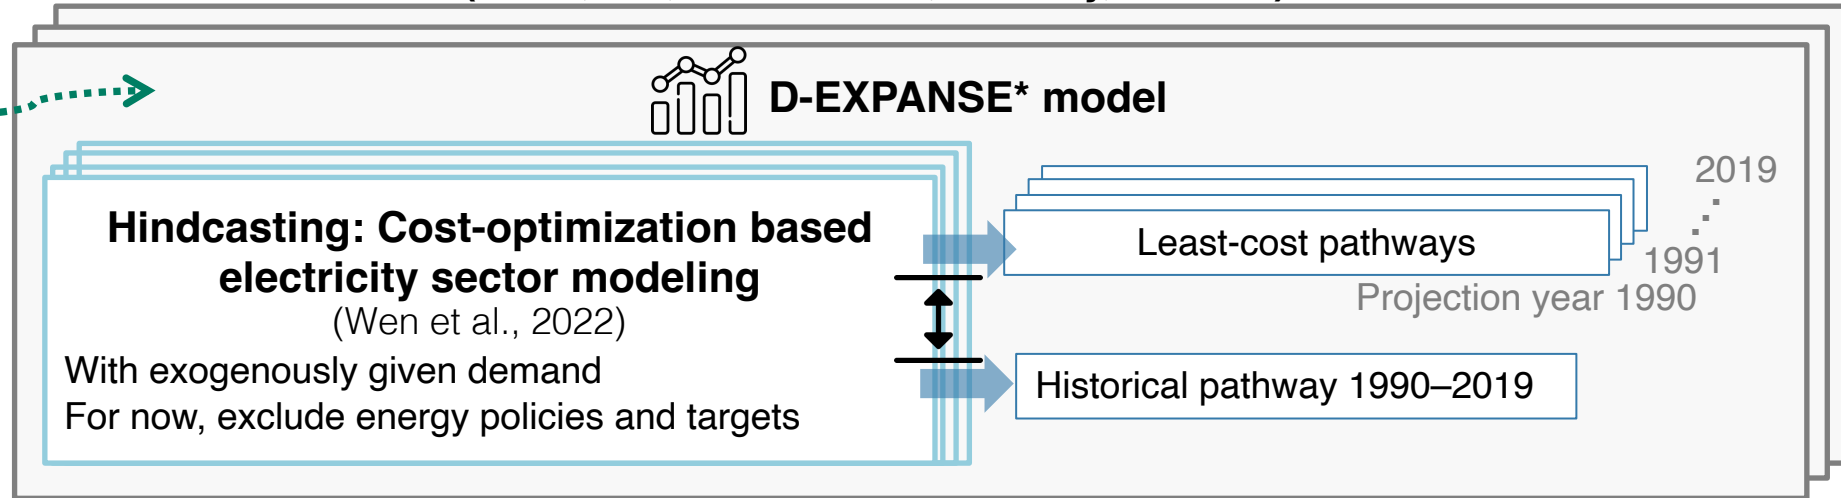 D-EXPANSE* model
Hindcasting: Cost-optimization based
electricity sector modeling
(Wen et al., 2022)
With exogenously given demand
For now, exclude energy policies and targets
Least-cost pathways
2019
1991
Projection year 1990
Historical pathway 1990–2019